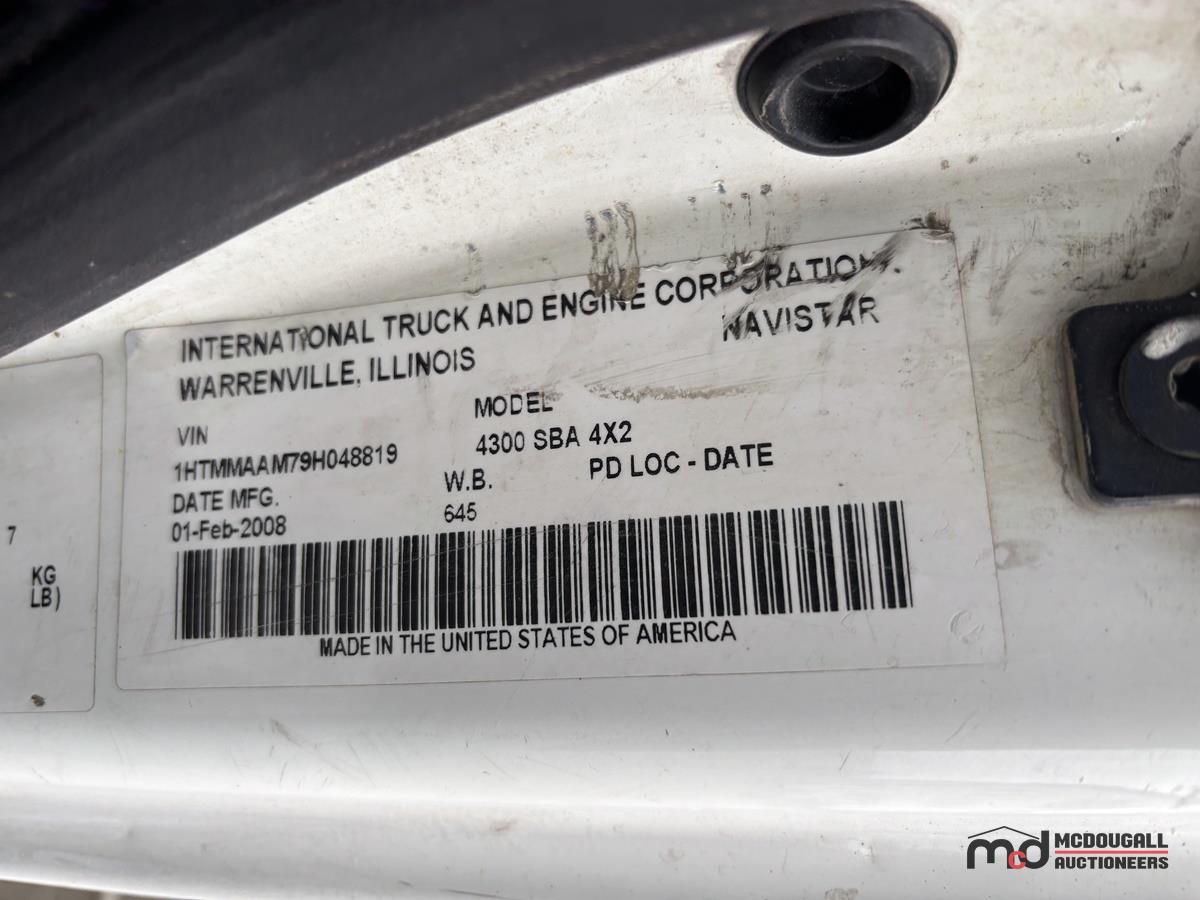 INTERNATIONAL TRUCK AND ENGINE CORPORATION.
WARRENVILLE, ILLINOIS
NAVISTAR
VIN
1HTMMAAM79H048819
MODEL
4300 SBA 4X2
DATE MFG.
01-Feb-2008
W.B.
645
PD LOC - DATE
MADE IN THE UNITED STATES OF AMERICA
7
KG
LB)
mcd MCDOUGALL
AUCTIONEERS